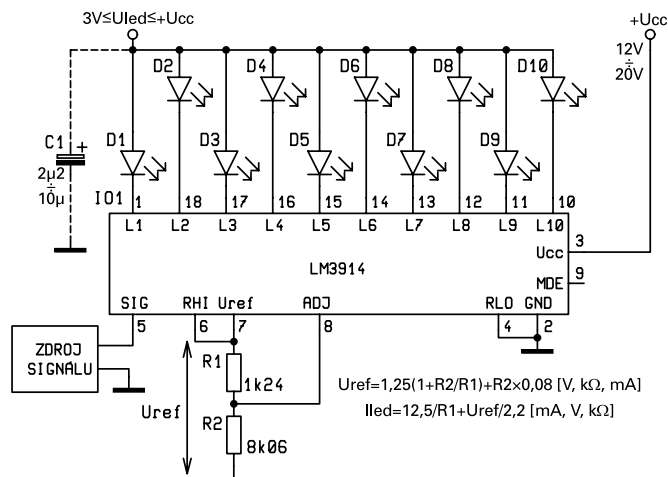 3V≤Uled≤+Ucc
+Ucc
12V
÷
20V
D2
D4
D6
D8
D10
C1
+
2µ2
÷
10µ
D1
D3
D5
D7
D9
IO1
1
18
17
16
15
14
13
12
11
10
L1
L2
L3
L4
L5
L6
L7
L8
L9
L10
Ucc
3
LM3914
MDE
9
SIG
RHI
Uref
ADJ
RLO
GND
5
6
7
8
4
2
ZDROJ
SIGNÁLU
R1
1k24
Uref
R2
8k06
Uref=1,25(1+R2/R1)+R2×0,08 [V, kΩ, mA]
Iled=12,5/R1+Uref/2,2 [mA, V, kΩ]